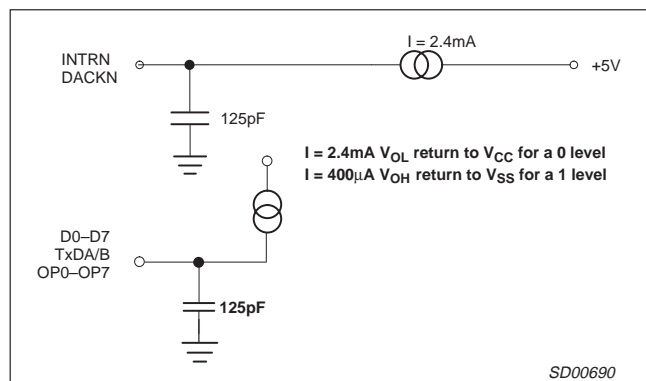 I = 2.4mA
INTRN
DACKN
+5V
125pF
I = 2.4mA VOL return to VCC for a 0 level
I = 400μA VOH return to VSS for a 1 level
D0–D7
TxDA/B
OP0–OP7
125pF
SD00690